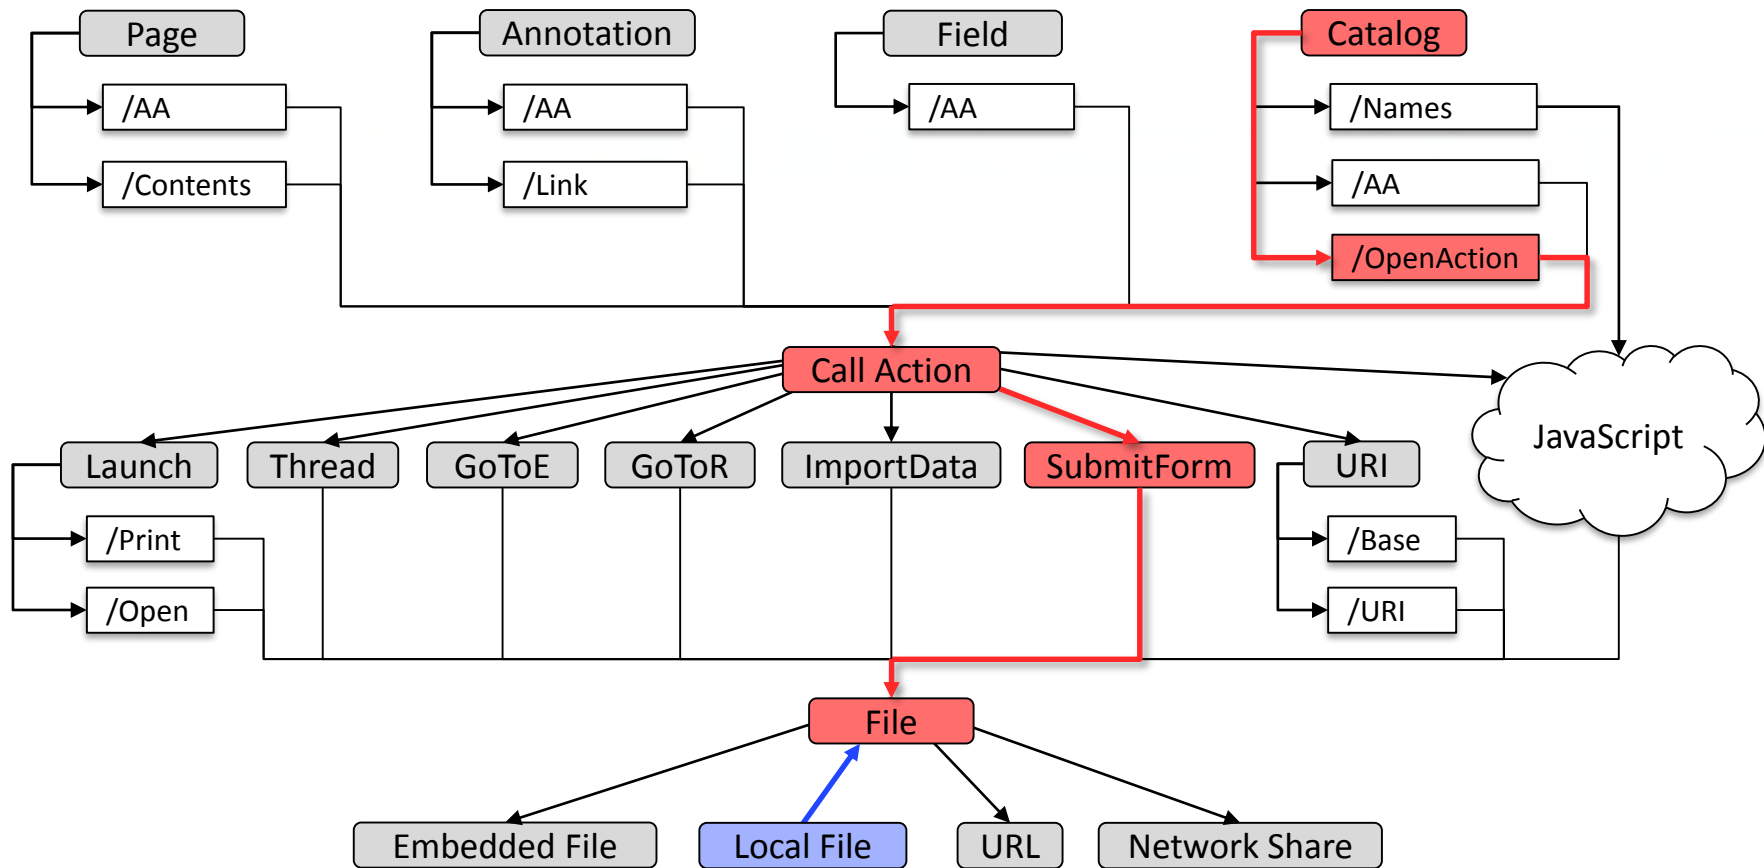 Page
Annotation
Field
Catalog
/AA
/AA
/AA
/Names
/Contents
/Link
/AA
/OpenAction
Call Action
JavaScript
Launch
Thread
GoToE
GoToR
ImportData
SubmitForm
URI
/Print
/Base
/Open
/URI
File
Embedded File
Local File
URL
Network Share